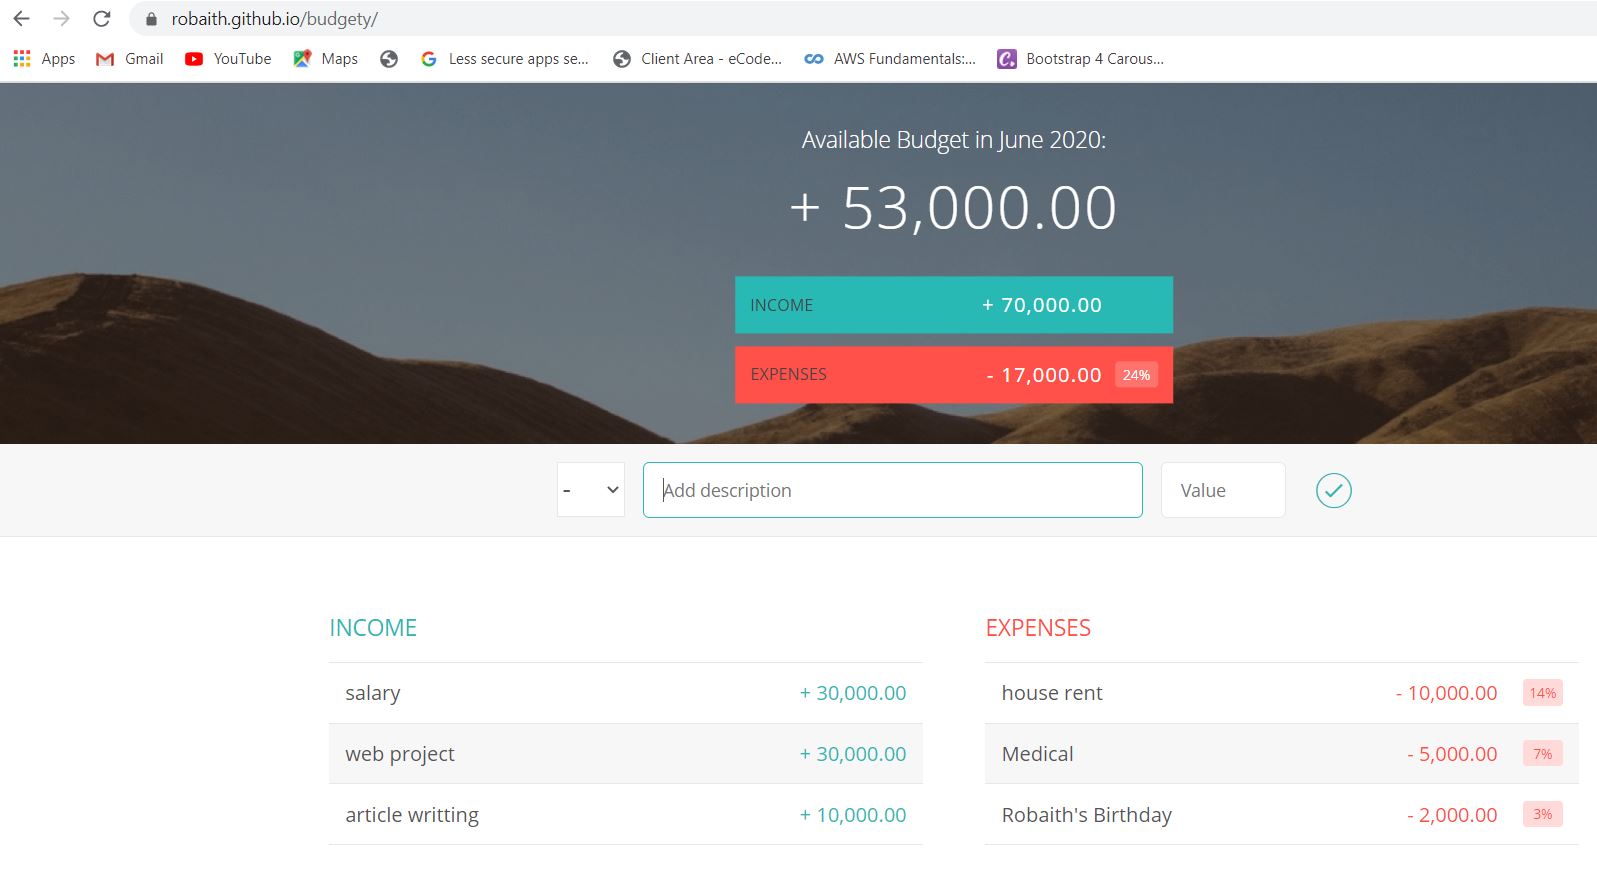 robaith.github.io/budgety/
Apps Gmail YouTube Maps Less secure apps se... Client Area - eCode... AWS Fundamentals:... Bootstrap 4 Carous...
Available Budget in June 2020:
+ 53,000.00
INCOME + 70,000.00
EXPENSES - 17,000.00 24%
- Add description Value
INCOME
salary + 30,000.00
web project + 30,000.00
article writting + 10,000.00
EXPENSES
house rent - 10,000.00 14%
Medical - 5,000.00 7%
Robaith's Birthday - 2,000.00 3%